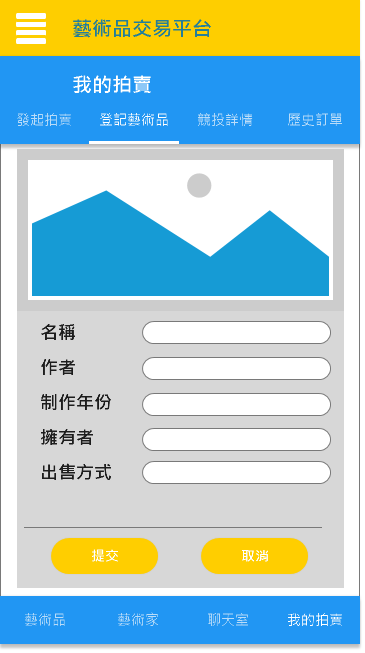 藝術品交易平台
我的拍賣
發起拍賣 登記藝術品 競投詳情 歷史訂單
名稱
作者
制作年份
擁有者
出售方式
提交 取消
藝術品 藝術家 聊天室 我的拍賣